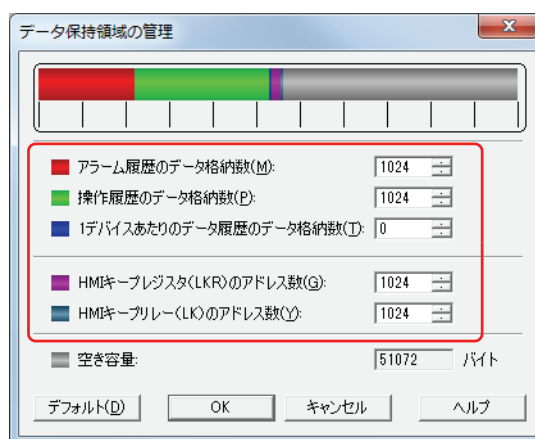 データ保持領域の管理
アラーム履歴のデータ格納数(M): 1024
操作履歴のデータ格納数(P): 1024
1デバイスあたりのデータ履歴のデータ格納数(T): 0
HMIキープレジスタ(LKR)のアドレス数(G): 1024
HMIキープリレー(LK)のアドレス数(Y): 1024
空き容量: 51072 バイト
デフォルト(D) OK キャンセル ヘルプ